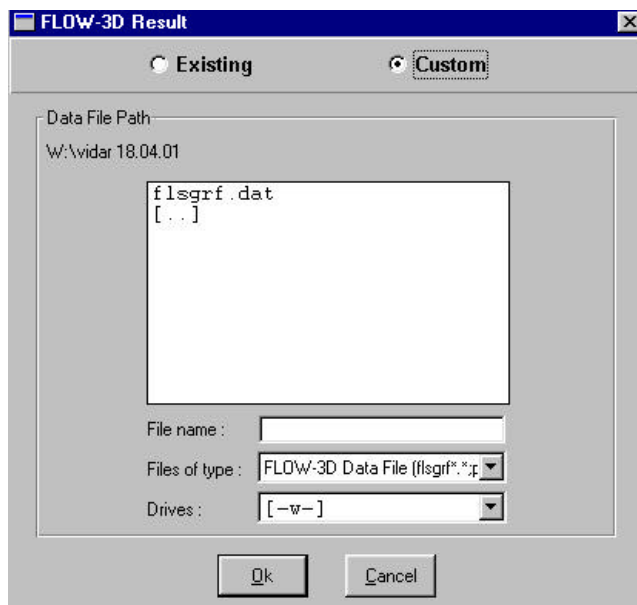 FLOW-3D Result
Existing Custom
Data File Path
W:\vidar 18.04.01
flsgrf.dat
[..]
File name :
Files of type : FLOW-3D Data File (flsgrf*.*;p
Drives : [-w-]
Ok Cancel